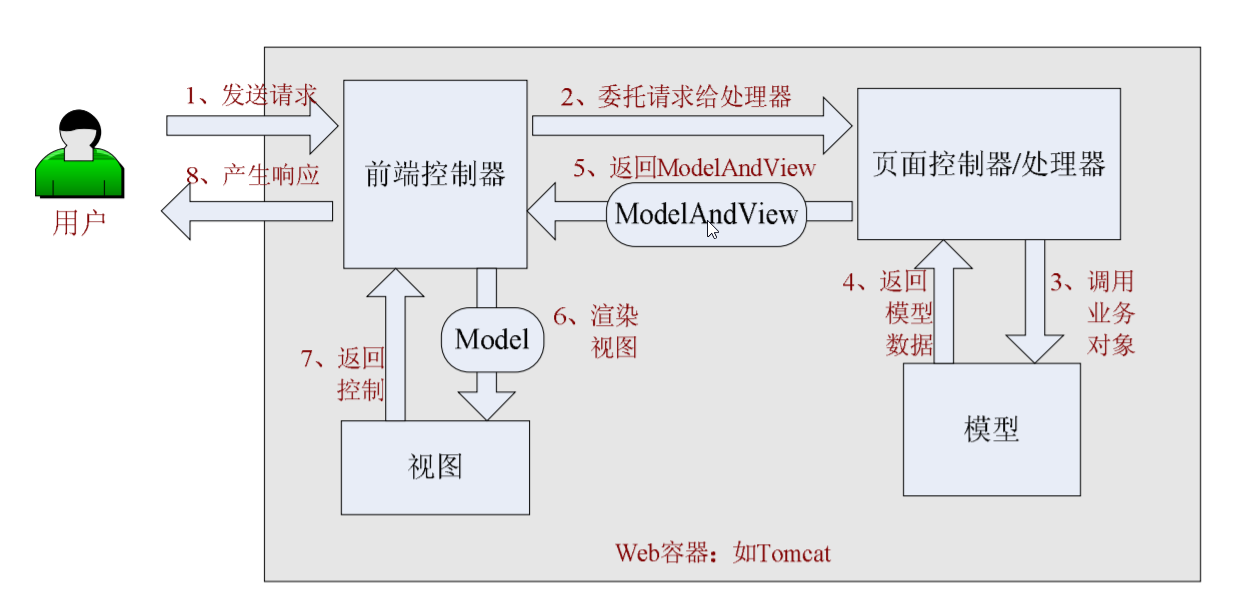 1、发送请求
2、委托请求给处理器
8、产生响应
用户
前端控制器
5、返回ModelAndView
ModelAndView
页面控制器/处理器
4、返回
模型
数据
3、调用
业务
对象
7、返回
控制
Model
6、渲染
视图
视图
模型
Web容器：如Tomcat